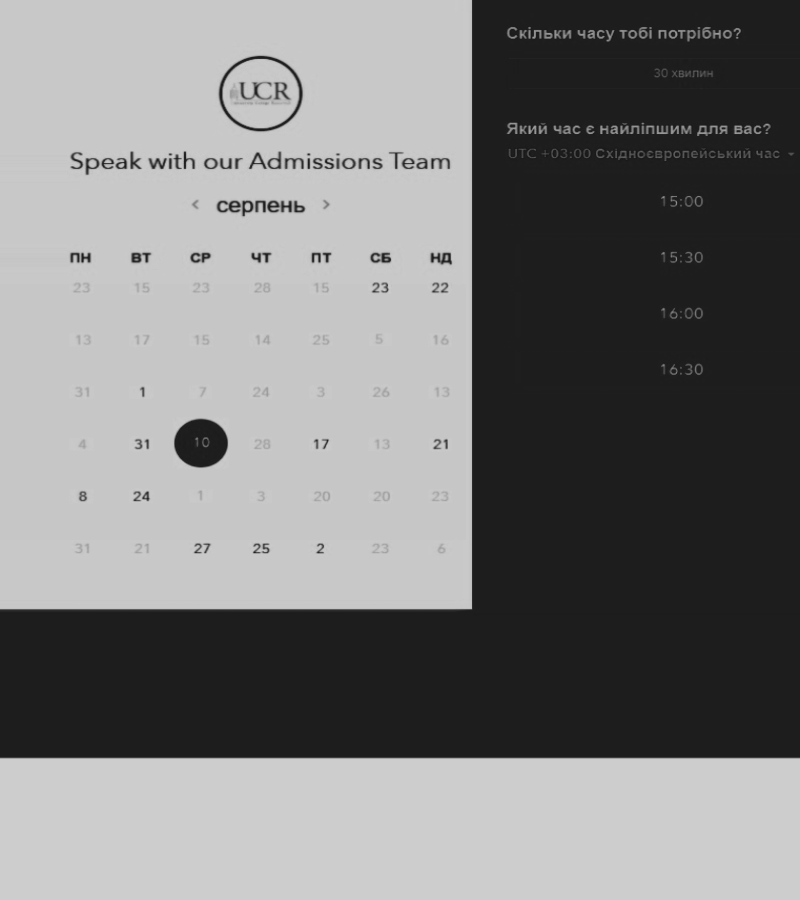 UCR
Speak with our Admissions Team
< серпень >
ПН ВТ СР ЧТ ПТ СБ НД
23 15 23 28 15 23 22
13 17 15 14 25 5 16
31 1 7 24 3 26 13
4 31 10 28 17 13 21
8 24 1 3 20 20 23
31 21 27 25 2 23 6
Скільки часу тобі потрібно?
30 хвилин
Який час є найліпшим для вас?
UTC +03:00 Східноєвропейський час
15:00
15:30
16:00
16:30